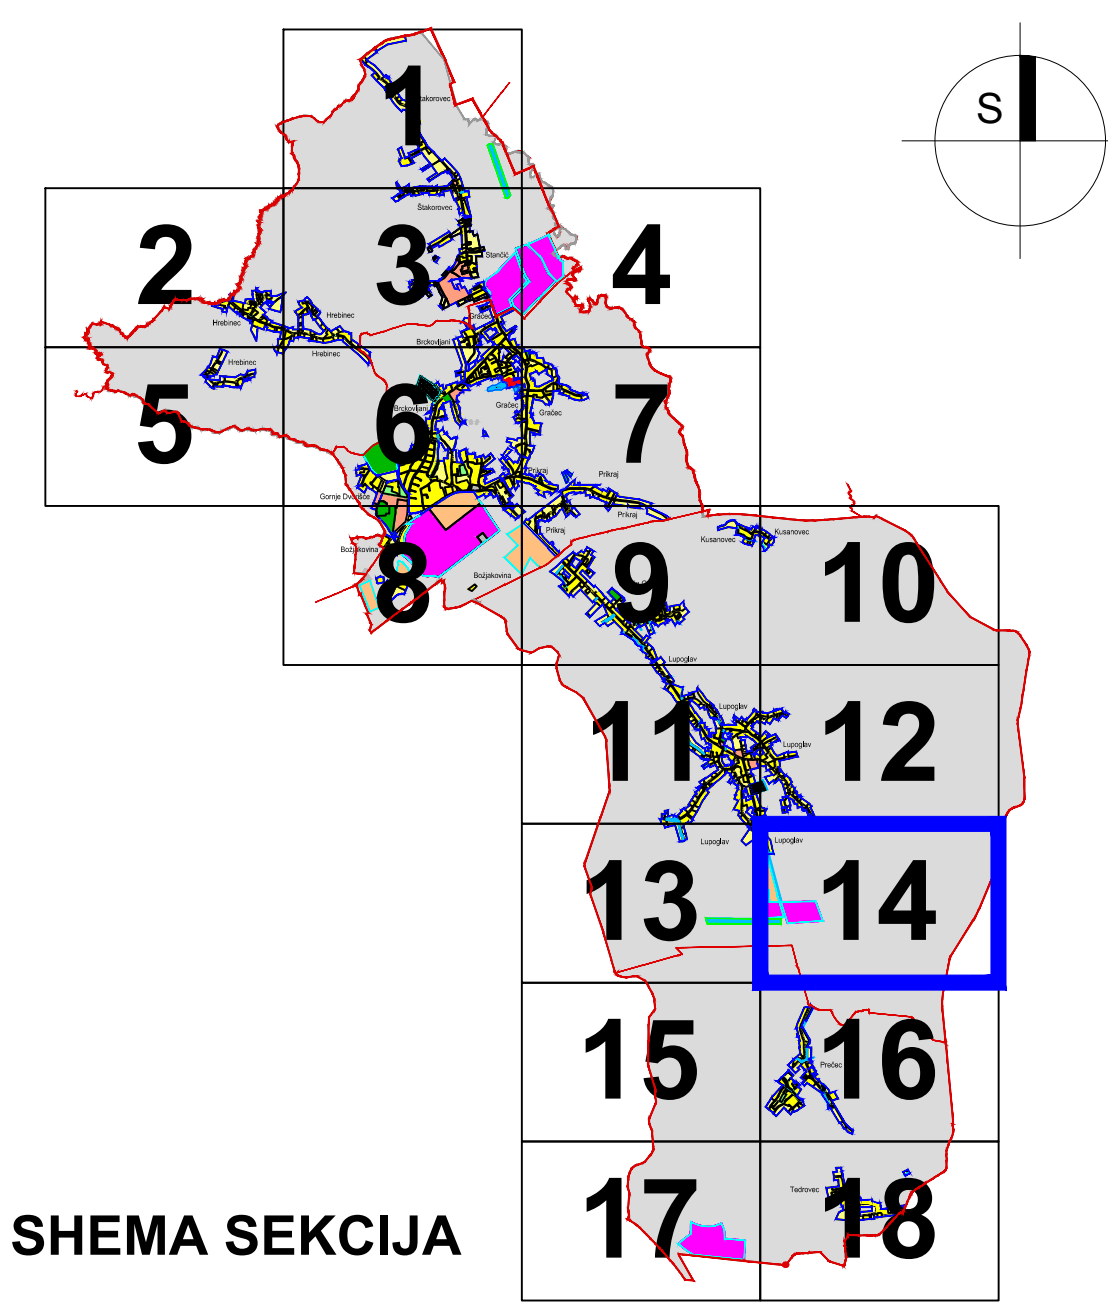 1
S
Štakorovec
2
3
4
Štakorovec
Stančić
Hrebinec
Hrebinec
Gračec
Brckovljani
Hrebinec
Hrebinec
5
6
7
Brckovljani
Gračec
Gračec
Prikraj
Prikraj
Gornje Dvorišće
Prikraj
Prikraj
Kusanovec
Kusanovec
Božjakovina
8
Božjakovina
9
10
Lupoglav
11
12
Lupoglav
Lupoglav
Lupoglav
Lupoglav
13
14
15
16
Prečec
17
18
Tedrovec
SHEMA SEKCIJA